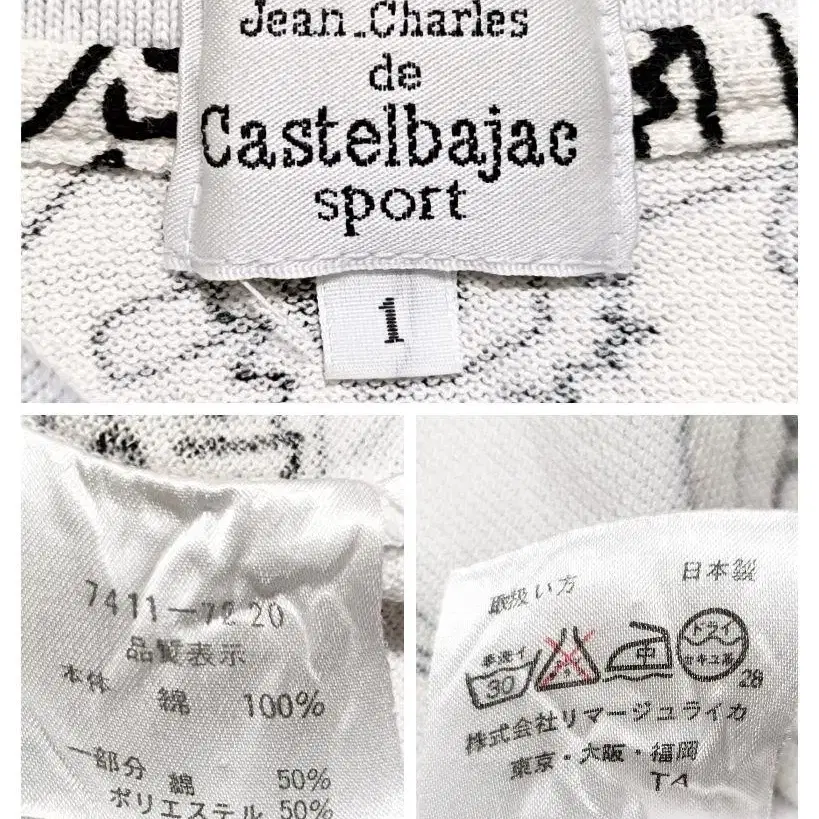 Jean.Charles
de
Castelbajac
sport
1
7411-7220
品質表示
本体 綿 100%
一部分 綿 50%
ポリエステル 50%
取扱い方 日本製
手洗イ 30 中 ドライ セキユ系
28
株式会社リマージュライカ
東京・大阪・福岡
TA